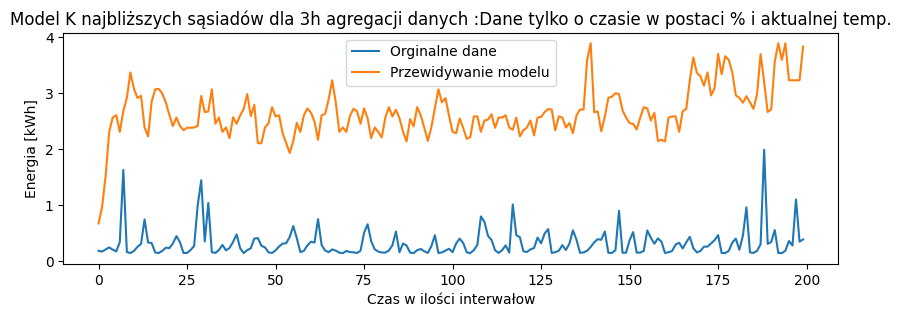 Model K najbliższych sąsiadów dla 3h agregacji danych :Dane tylko o czasie w postaci % i aktualnej temp.
Orginalne dane
Przewidywanie modelu
Energia [kWh]
4
3
2
1
0
0 25 50 75 100 125 150 175 200
Czas w ilości interwałow